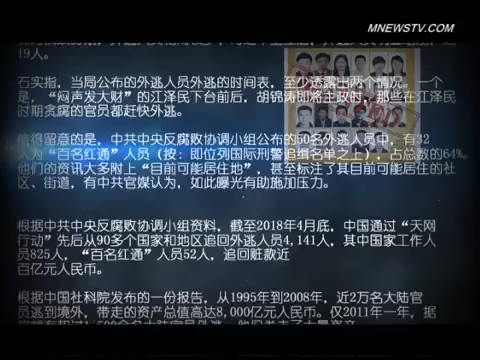 MNEWSTV.COM
19人。
石实指，当局公布的外逃人员外逃的时间表，至少透露出两个情况。一个
是，“闷声发大财”的江泽民下台前后，胡锦涛即将主政时，那些在江泽民
时期贪腐的官员都赶快外逃。
值得留意的是，中共中央反腐败协调小组公布的50名外逃人员中，有32
人为“百名红通”人员（按：即位列国际刑警追缉名单之上），占总数的64%。
他们的资讯大多附上“目前可能居住地”，甚至标注了其目前可能居住的社
区、街道，有中共官媒认为，如此曝光有助施加压力。
根据中共中央反腐败协调小组资料，截至2018年4月底，中国通过“天网
行动”先后从90多个国家和地区追回外逃人员4,141人，其中国家工作人
员825人，“百名红通”人员52人，追回赃款近
百亿元人民币。
根据中国社科院发布的一份报告，从1995年到2008年，近2万名大陆官
员逃到境外，带走的资产总值高达8,000亿元人民币。仅2011年一年，据